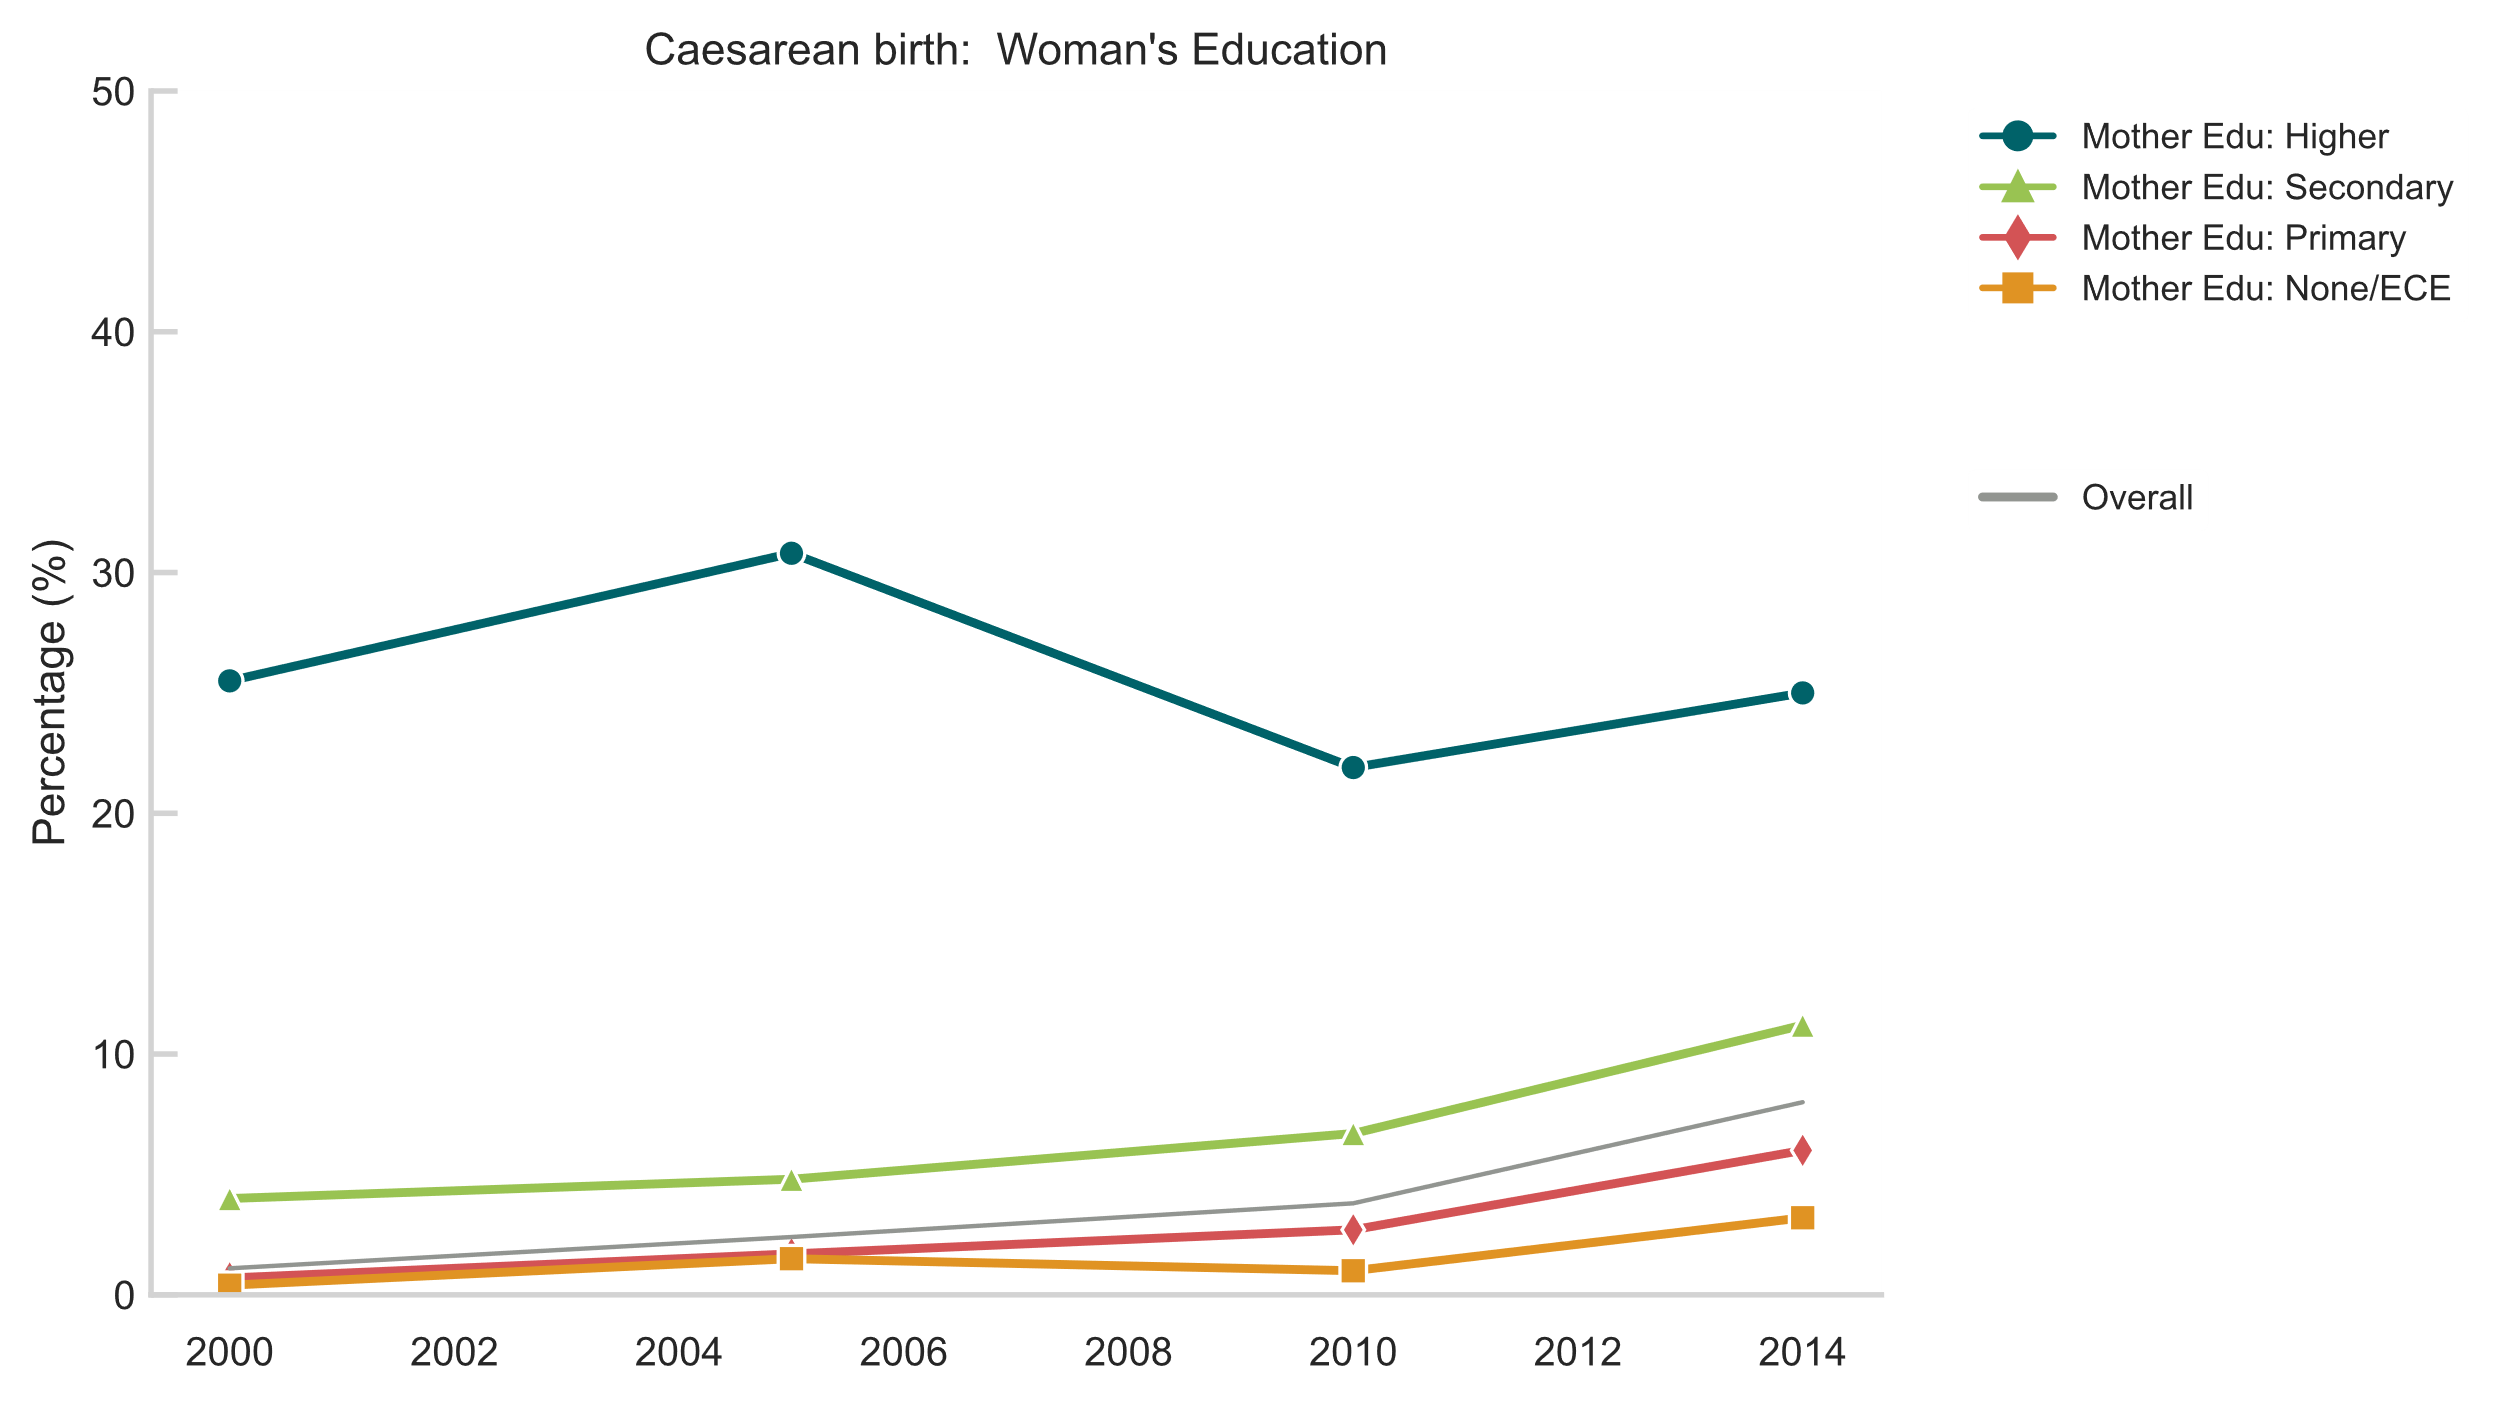 Caesarean birth:  Woman's Education
Percentage (%)
50
40
30
20
10
0
2000 2002 2004 2006 2008 2010 2012 2014
Mother Edu: Higher
Mother Edu: Secondary
Mother Edu: Primary
Mother Edu: None/ECE
Overall